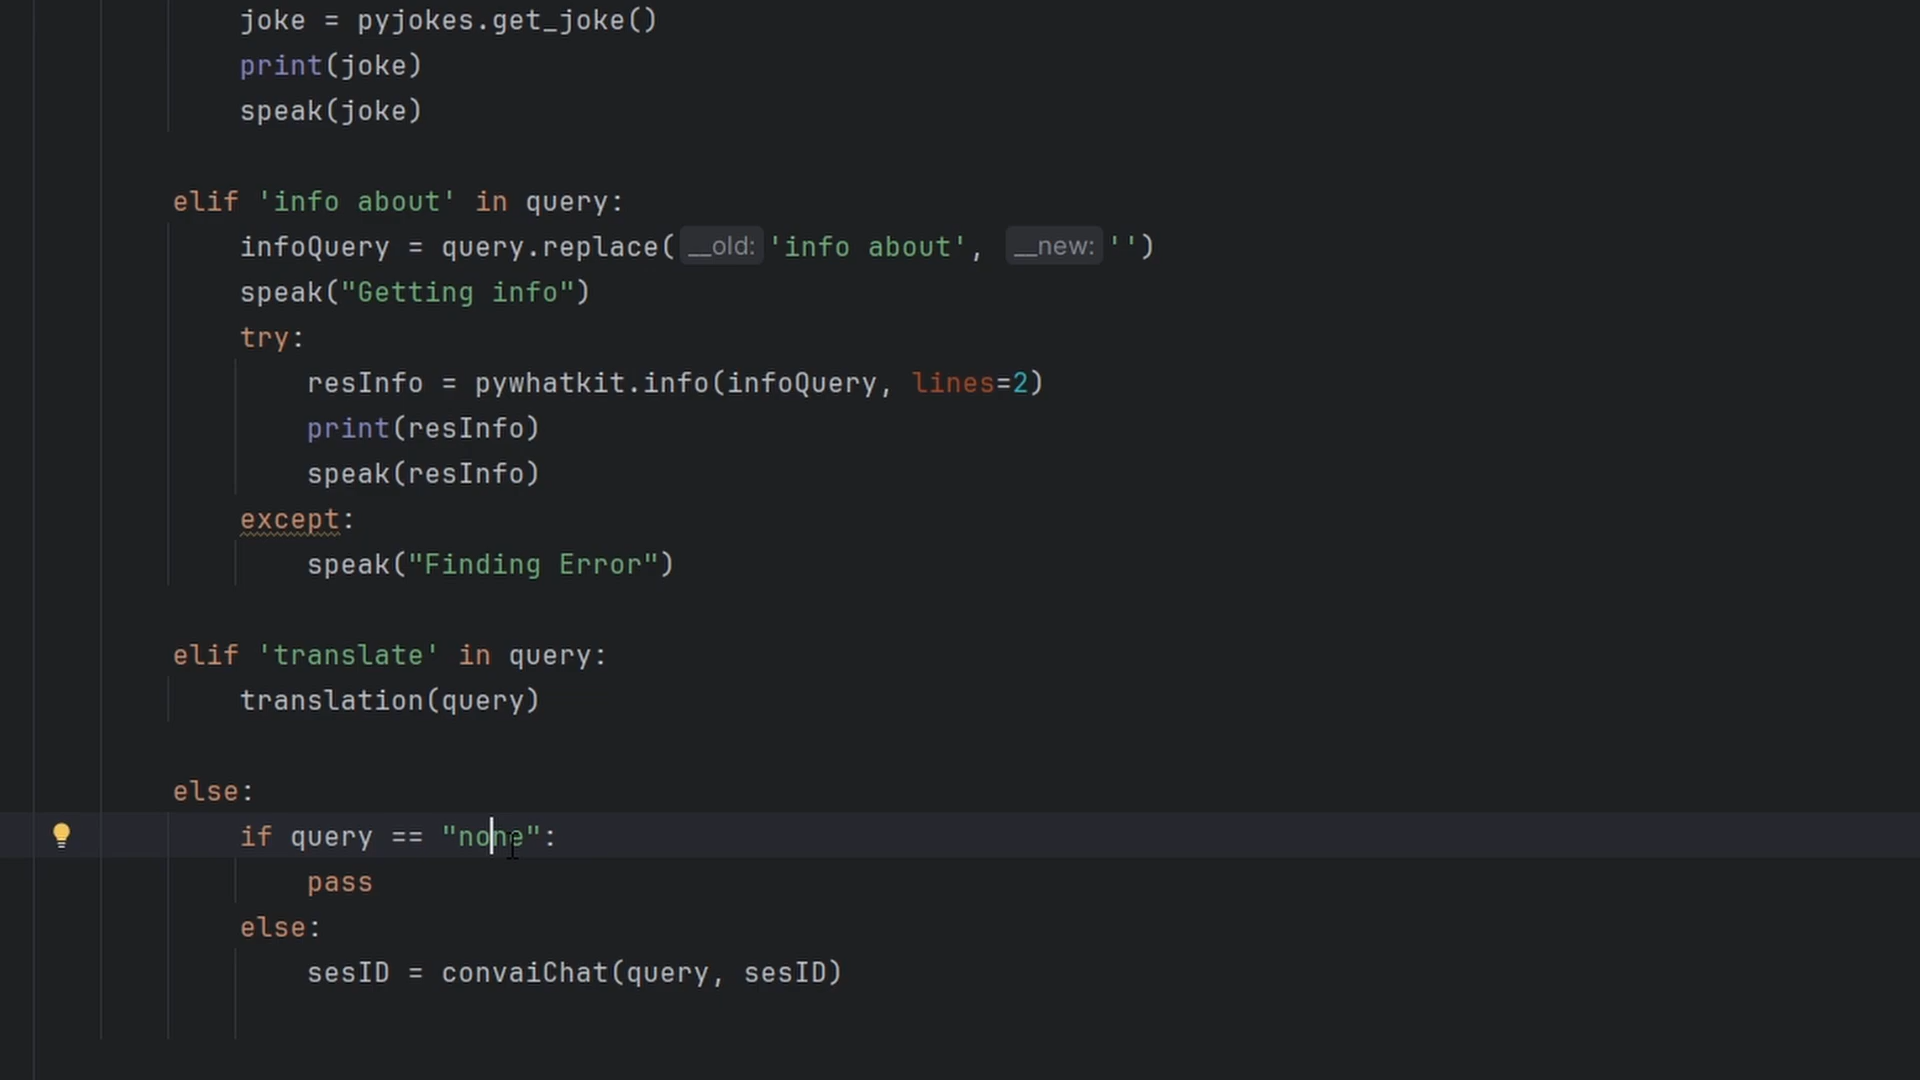 joke = pyjokes.get_joke()
print(joke)
speak(joke)
elif 'info about' in query:
infoQuery = query.replace(__old: 'info about', __new: '')
speak("Getting info")
try:
resInfo = pywhatkit.info(infoQuery, lines=2)
print(resInfo)
speak(resInfo)
except:
speak("Finding Error")
elif 'translate' in query:
translation(query)
else:
if query == "none":
pass
else:
sesID = convaiChat(query, sesID)